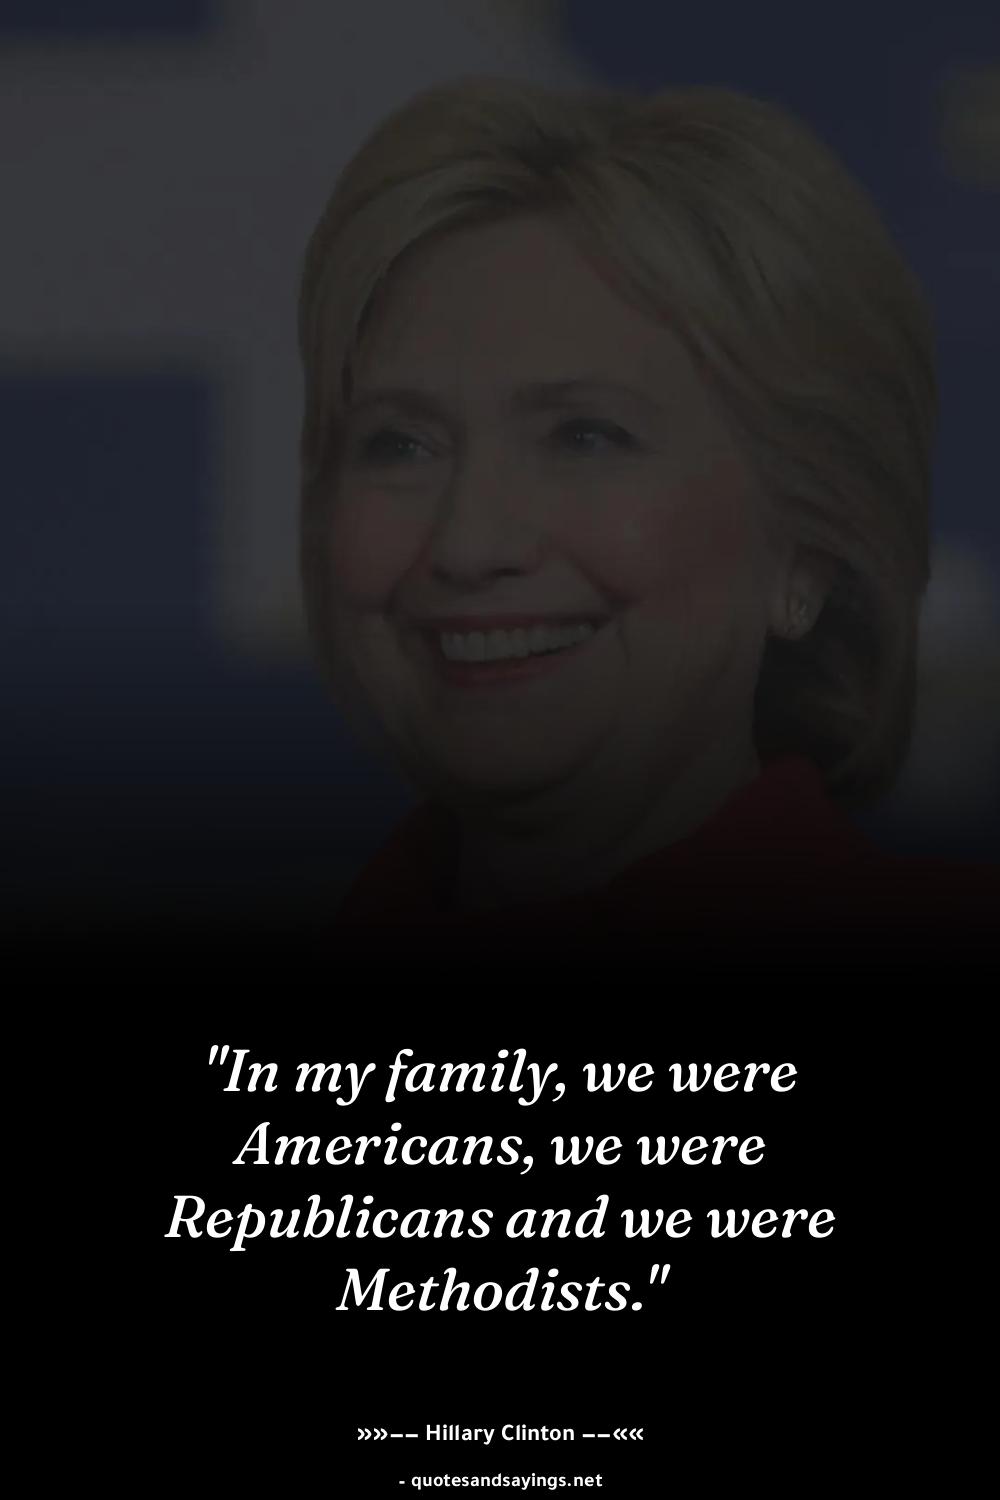 "In my family, we were
Americans, we were
Republicans and we were
Methodists."
»»–– Hillary Clinton ––««
- quotesandsayings.net